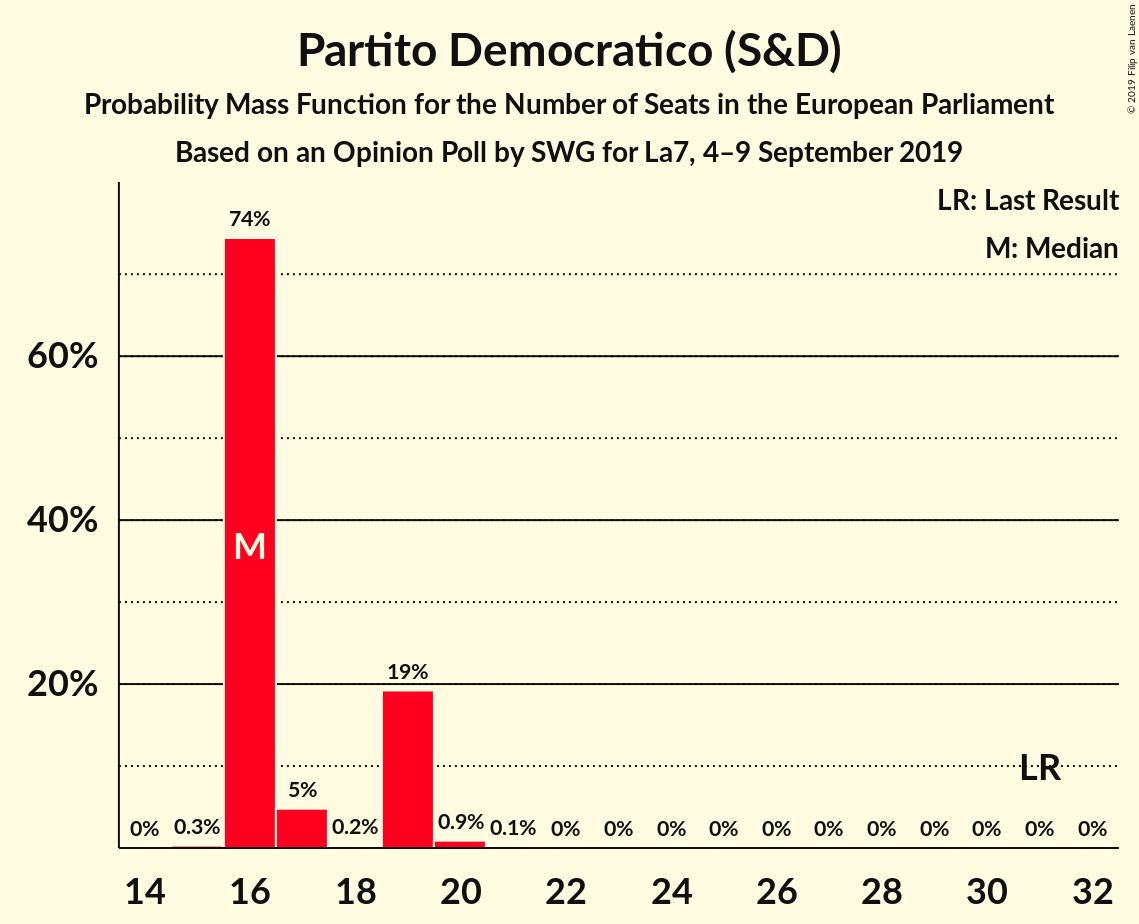 Partito Democratico (S&D)
Probability Mass Function for the Number of Seats in the European Parliament
Based on an Opinion Poll by SWG for La7, 4–9 September 2019
© 2019 Filip van Laenen
LR: Last Result
M: Median
74%
60%
40%
M
20%
19%
LR
5%
0% 0.3% 0.2% 0.9% 0.1% 0% 0% 0% 0% 0% 0% 0% 0% 0% 0% 0%
14 16 18 20 22 24 26 28 30 32